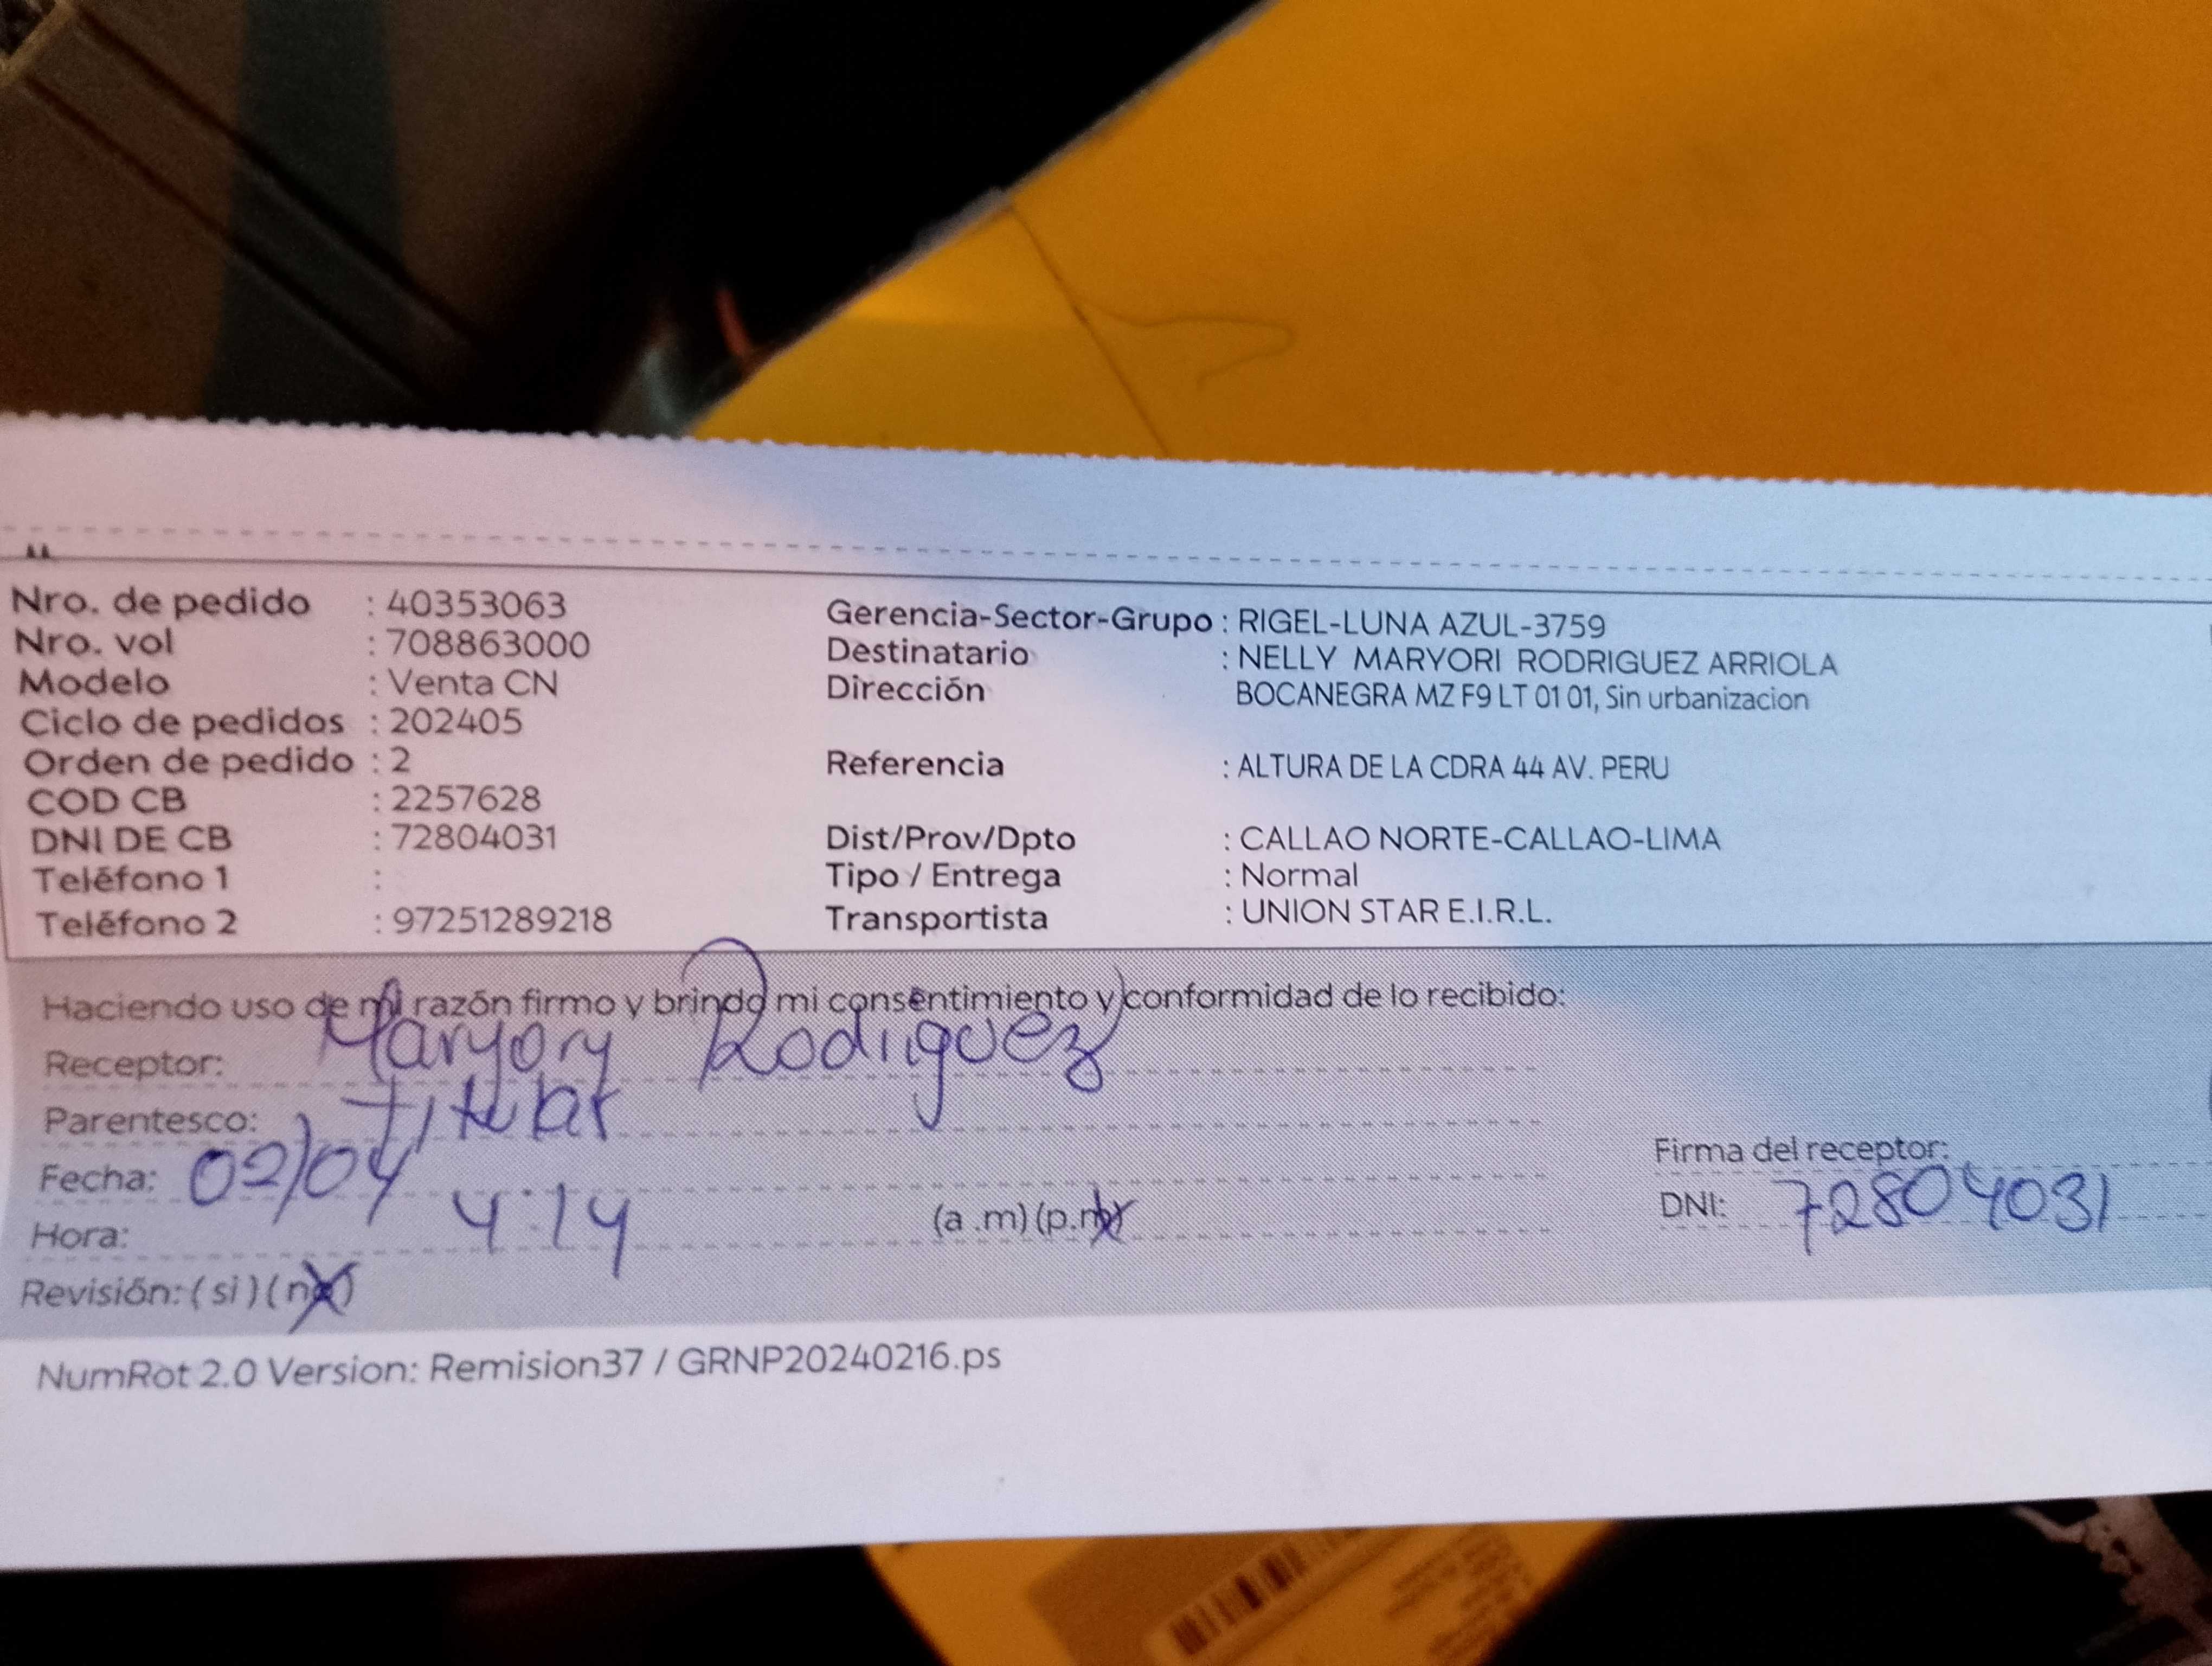 Nro. de pedido : 40353063
Nro. vol : 708863000
Modelo : Venta CN
Ciclo de pedidos : 202405
Orden de pedido : 2
COD CB : 2257628
DNI DE CB : 72804031
Teléfono 1 :
Teléfono 2 : 97251289218
Gerencia-Sector-Grupo : RIGEL-LUNA AZUL-3759
Destinatario : NELLY MARYORI RODRIGUEZ ARRIOLA
Dirección BOCANEGRA MZ F9 LT 01 01, Sin urbanizacion
Referencia : ALTURA DE LA CDRA 44 AV. PERU
Dist/Prov/Dpto : CALLAO NORTE-CALLAO-LIMA
Tipo / Entrega : Normal
Transportista : UNION STAR E.I.R.L.
Haciendo uso de mi razón firmo y brindo mi consentimiento y conformidad de lo recibido:
Receptor: Maryory Rodriguez
Parentesco: Titular
Fecha: 02/04
Hora: 4:14 (a .m) (p.m)
Revisión: ( si ) ( no )
Firma del receptor:
DNI: 72804031
NumRot 2.0 Version: Remision37 / GRNP20240216.ps